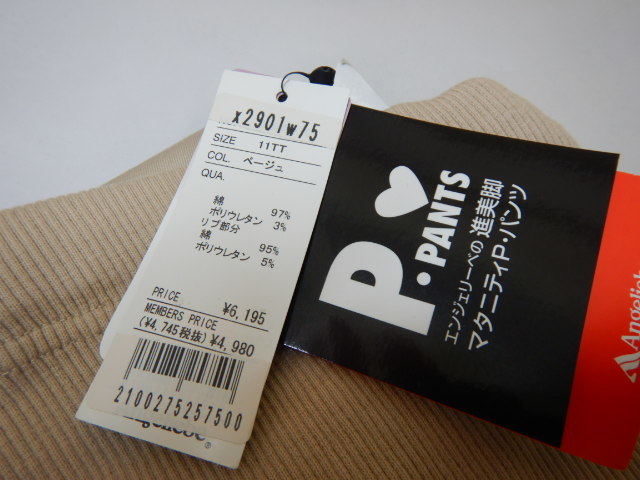 x2901w75
SIZE 11TT
COL. ベージュ
QUA.
綿 97%
ポリウレタン 3%
リブ部分
綿 95%
ポリウレタン 5%
PRICE ¥6,195
MEMBERS PRICE
(¥4,745税抜) ¥4,980
2100275257500
P
・PANTS
エンジェリーベの 進美脚
マタニティP・パンツ